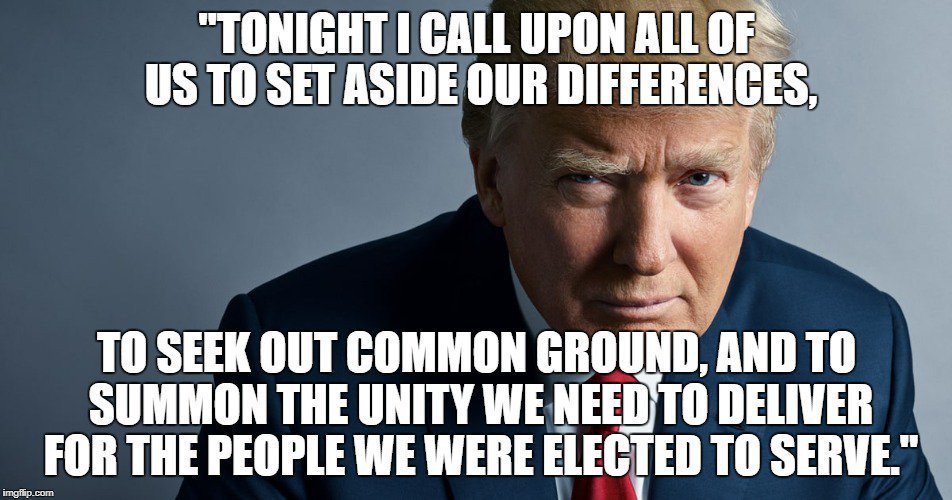 "TONIGHT I CALL UPON ALL OF
US TO SET ASIDE OUR DIFFERENCES,
TO SEEK OUT COMMON GROUND, AND TO
SUMMON THE UNITY WE NEED TO DELIVER
FOR THE PEOPLE WE WERE ELECTED TO SERVE."
imgflip.com